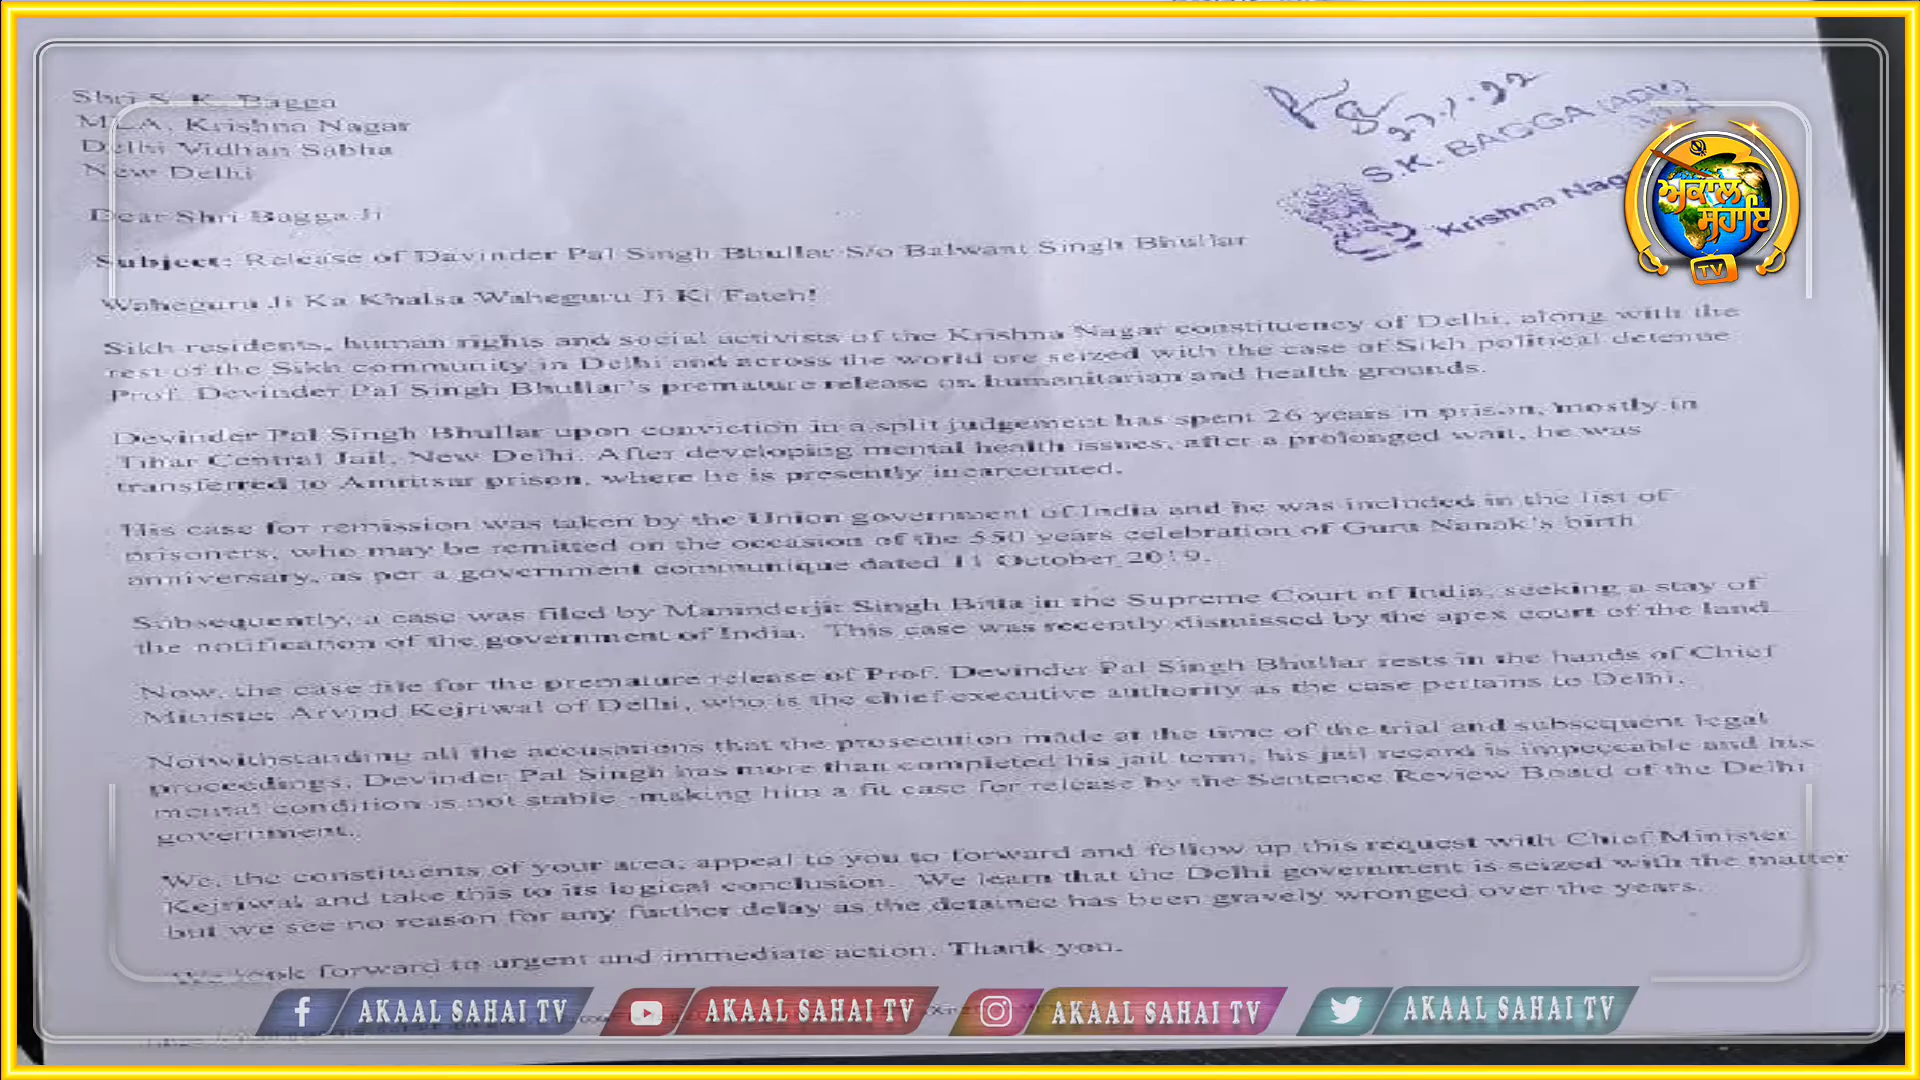 Shri S. K. Bagga
MLA, Krishna Nagar
Delhi Vidhan Sabha
New Delhi
27.1.22
S.K. BAGGA (ADV.)
Krishna Nagar
ਅਕਾਲ
ਸਹਾਇ
TV
Dear Shri Bagga Ji
Subject: Release of Davinder Pal Singh Bhullar S/o Balwant Singh Bhullar
Waheguru Ji Ka Khalsa Waheguru Ji Ki Fateh!
Sikh residents, human rights and social activists of the Krishna Nagar constituency of Delhi, along with the
rest of the Sikh community in Delhi and across the world are seized with the case of Sikh political detenue
Prof. Devinder Pal Singh Bhullar's premature release on humanitarian and health grounds.
Devinder Pal Singh Bhullar upon conviction in a split judgement has spent 26 years in prison, mostly in
Tihar Central Jail, New Delhi. After developing mental health issues, after a prolonged wait, he was
transferred to Amritsar prison, where he is presently incarcerated.
His case for remission was taken by the Union government of India and he was included in the list of
prisoners, who may be remitted on the occasion of the 550 years celebration of Guru Nanak's birth
anniversary, as per a government communique dated 11 October 2019.
Subsequently, a case was filed by Maninderjit Singh Bitta in the Supreme Court of India, seeking a stay of
the notification of the government of India. This case was recently dismissed by the apex court of the land
Now, the case file for the premature release of Prof. Devinder Pal Singh Bhullar rests in the hands of Chief
Minister Arvind Kejriwal of Delhi, who is the chief executive authority as the case pertains to Delhi.
Notwithstanding all the accusations that the prosecution made at the time of the trial and subsequent legal
proceedings, Devinder Pal Singh has more than completed his jail term, his jail record is impeccable and his
mental condition is not stable -making him a fit case for release by the Sentence Review Board of the Delhi
government.
We, the constituents of your area, appeal to you to forward and follow up this request with Chief Minister
Kejriwal and take this to its logical conclusion. We learn that the Delhi government is seized with the matter
but we see no reason for any further delay as the detainee has been gravely wronged over the years.
We look forward to urgent and immediate action. Thank you.
AKAAL SAHAI TV
AKAAL SAHAI TV
AKAAL SAHAI TV
AKAAL SAHAI TV